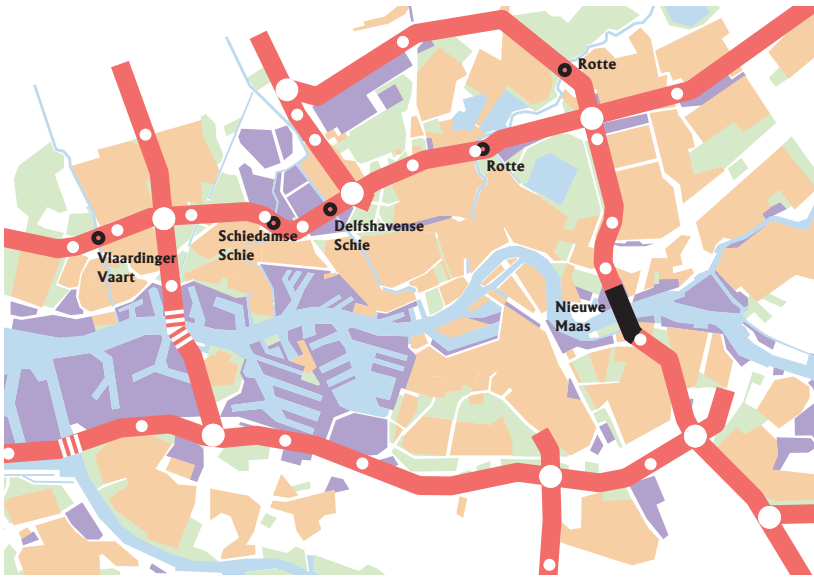 Rotte
Rotte
Delfshavense
Schie
Schiedamse
Schie
Vlaardinger
Vaart
Nieuwe
Maas